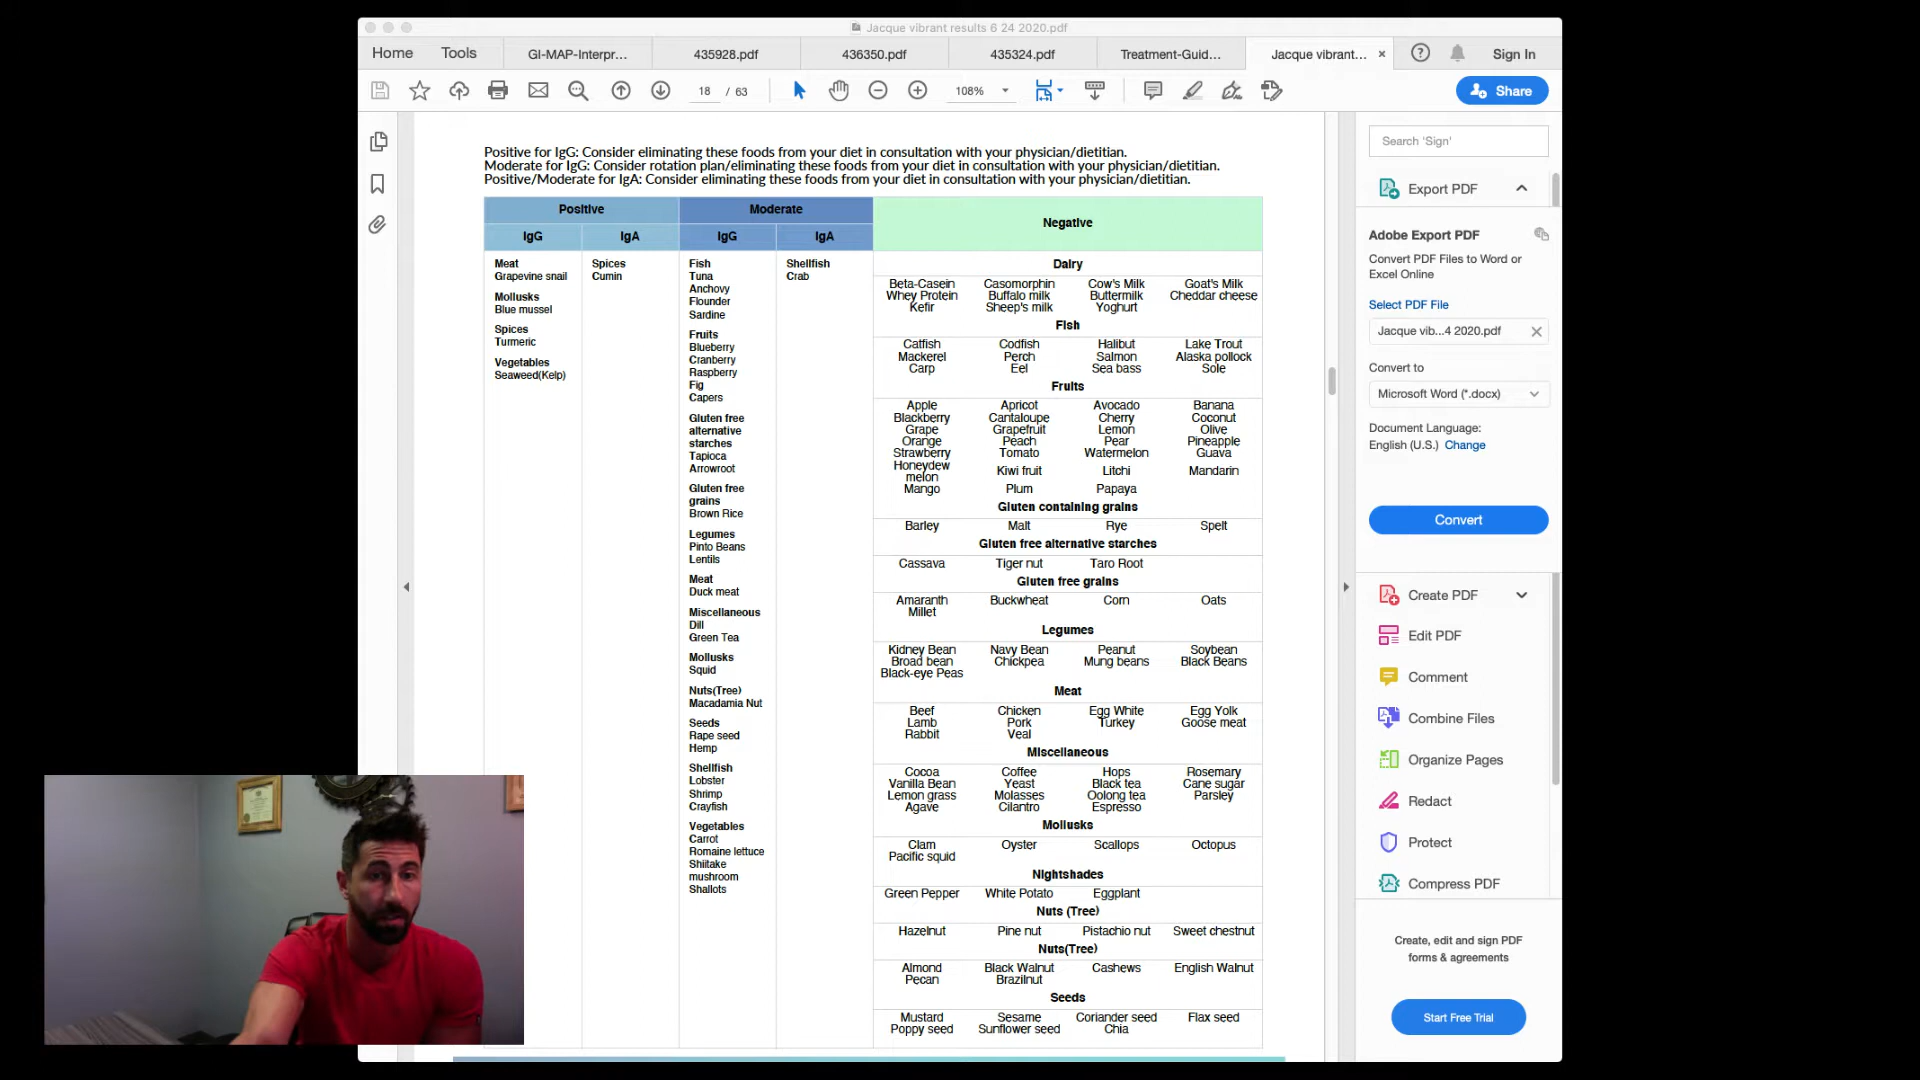 Jacque vibrant results 6 24 2020.pdf
Home
Tools
GI-MAP-Interpr...
435928.pdf
436350.pdf
435324.pdf
Treatment-Guid...
Jacque vibrant...
Sign In
18 / 63
108%
Share
Positive for IgG: Consider eliminating these foods from your diet in consultation with your physician/dietitian.
Moderate for IgG: Consider rotation plan/eliminating these foods from your diet in consultation with your physician/dietitian.
Positive/Moderate for IgA: Consider eliminating these foods from your diet in consultation with your physician/dietitian.
Positive
Moderate
Negative
IgG
IgA
IgG
IgA
Meat
Grapevine snail
Mollusks
Blue mussel
Spices
Turmeric
Vegetables
Seaweed(Kelp)
Spices
Cumin
Fish
Tuna
Anchovy
Flounder
Sardine
Fruits
Blueberry
Cranberry
Raspberry
Fig
Capers
Gluten free
alternative
starches
Tapioca
Arrowroot
Gluten free
grains
Brown Rice
Legumes
Pinto Beans
Lentils
Meat
Duck meat
Miscellaneous
Dill
Green Tea
Mollusks
Squid
Nuts(Tree)
Macadamia Nut
Seeds
Rape seed
Hemp
Shellfish
Lobster
Shrimp
Crayfish
Vegetables
Carrot
Romaine lettuce
Shiitake
mushroom
Shallots
Shellfish
Crab
Dairy
Beta-Casein Casomorphin Cow's Milk Goat's Milk
Whey Protein Buffalo milk Buttermilk Cheddar cheese
Kefir Sheep's milk Yoghurt
Fish
Catfish Codfish Halibut Lake Trout
Mackerel Perch Salmon Alaska pollock
Carp Eel Sea bass Sole
Fruits
Apple Apricot Avocado Banana
Blackberry Cantaloupe Cherry Coconut
Grape Grapefruit Lemon Olive
Orange Peach Pear Pineapple
Strawberry Tomato Watermelon Guava
Honeydew
melon Kiwi fruit Litchi Mandarin
Mango Plum Papaya
Gluten containing grains
Barley Malt Rye Spelt
Gluten free alternative starches
Cassava Tiger nut Taro Root
Gluten free grains
Amaranth Buckwheat Corn Oats
Millet
Legumes
Kidney Bean Navy Bean Peanut Soybean
Broad bean Chickpea Mung beans Black Beans
Black-eye Peas
Meat
Beef Chicken Egg White Egg Yolk
Lamb Pork Turkey Goose meat
Rabbit Veal
Miscellaneous
Cocoa Coffee Hops Rosemary
Vanilla Bean Yeast Black tea Cane sugar
Lemon grass Molasses Oolong tea Parsley
Agave Cilantro Espresso
Mollusks
Clam Oyster Scallops Octopus
Pacific squid
Nightshades
Green Pepper White Potato Eggplant
Nuts (Tree)
Hazelnut Pine nut Pistachio nut Sweet chestnut
Nuts(Tree)
Almond Black Walnut Cashews English Walnut
Pecan Brazilnut
Seeds
Mustard Sesame Coriander seed Flax seed
Poppy seed Sunflower seed Chia
Search 'Sign'
Export PDF
Adobe Export PDF
Convert PDF Files to Word or
Excel Online
Select PDF File
Jacque vib...4 2020.pdf
Convert to
Microsoft Word (*.docx)
Document Language:
English (U.S.) Change
Convert
Create PDF
Edit PDF
Comment
Combine Files
Organize Pages
Redact
Protect
Compress PDF
Create, edit and sign PDF
forms & agreements
Start Free Trial